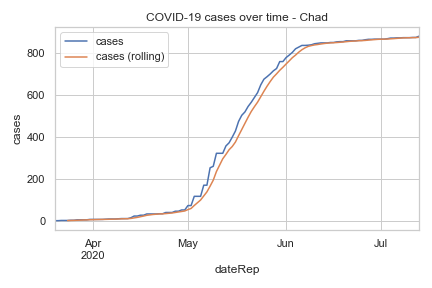 COVID-19 cases over time - Chad
cases
cases (rolling)
800
600
400
200
0
cases
Apr
2020
May
Jun
Jul
dateRep